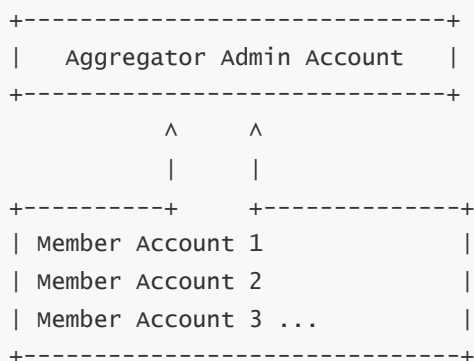 +------------------------------+
|   Aggregator Admin Account   |
+------------------------------+
           ^     ^
           |     |
+----------+     +--------------+
| Member Account 1              |
| Member Account 2              |
| Member Account 3 ...          |
+-------------------------------+